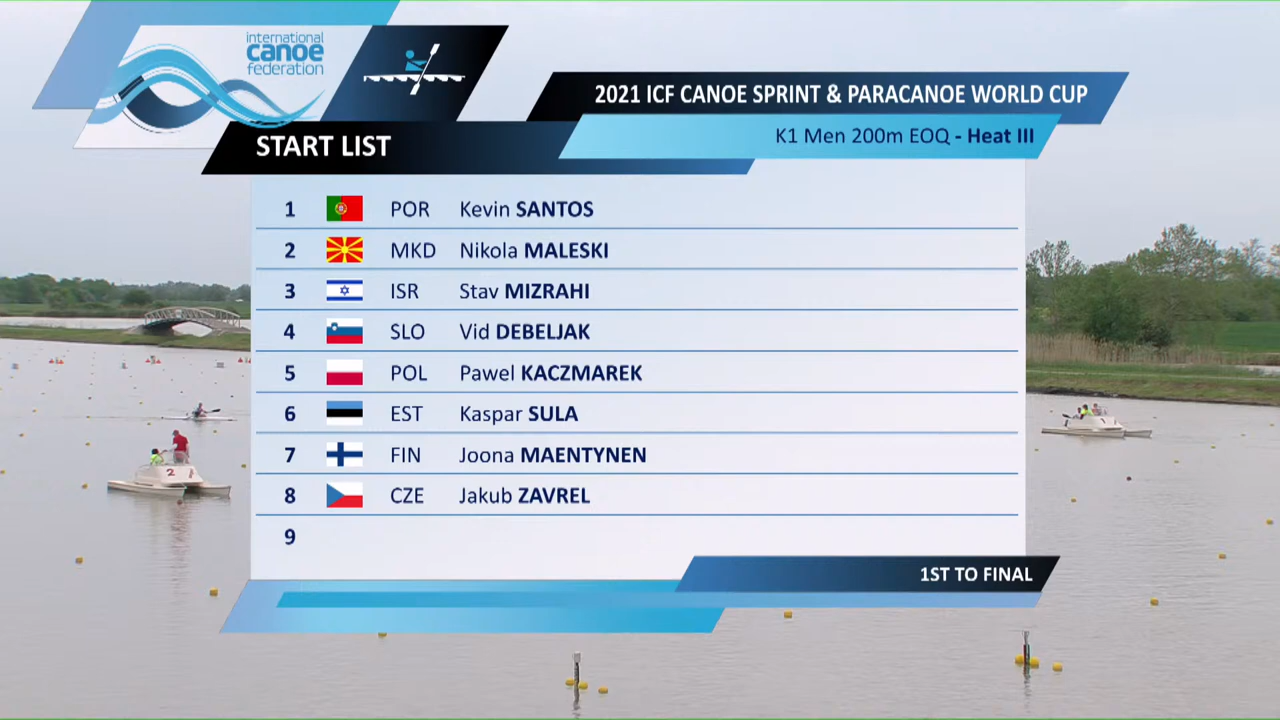 international
canoe
federation
2021 ICF CANOE SPRINT & PARACANOE WORLD CUP
START LIST
K1 Men 200m EOQ - Heat III
1 POR Kevin SANTOS
2 MKD Nikola MALESKI
3 ISR Stav MIZRAHI
4 SLO Vid DEBELJAK
5 POL Pawel KACZMAREK
6 EST Kaspar SULA
7 FIN Joona MAENTYNEN
8 CZE Jakub ZAVREL
9
1ST TO FINAL
2